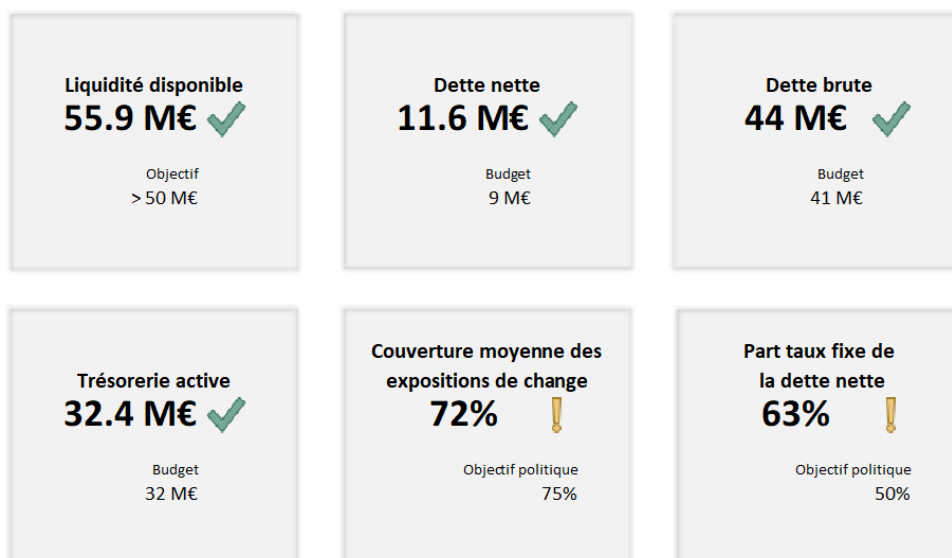 Liquidité disponible
55.9 M€
Objectif
> 50 M€
Dette nette
11.6 M€
Budget
9 M€
Dette brute
44 M€
Budget
41 M€
Trésorerie active
32.4 M€
Budget
32 M€
Couverture moyenne des
expositions de change
72%
Objectif politique
75%
Part taux fixe de
la dette nette
63%
Objectif politique
50%